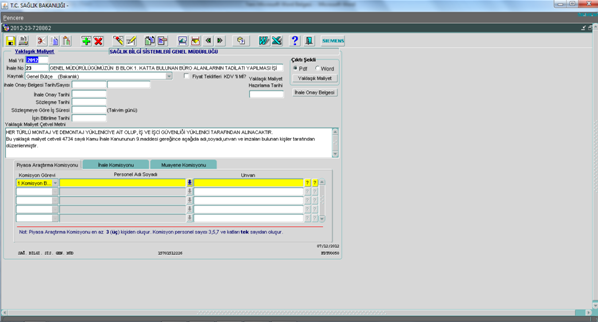 T.C. SAĞLIK BAKANLIĞI -
Pencere
2012-23-720862
SIEMENS
Yaklaşık Maliyet
SAĞLIK BİLGİ SİSTEMLERİ GENEL MÜDÜRLÜĞÜ
Mali Yıl 2012
İhale No 23 GENEL MÜDÜRLÜĞÜMÜZÜN B BLOK 1. KATTA BULUNAN BÜRO ALANLARININ TADİLATI YAPILMASI İŞİ
Kaynak Genel Bütçe (Bakanlık) Fiyat Teklifleri KDV'li Mi?
Yaklaşık Maliyet Hazırlama Tarihi
İhale Onay Belgesi Tarih/Sayısı
İhale Onay Tarihi
Sözleşme Tarihi
Sözleşmeye Göre İş Süresi (Takvim günü)
İşin Bitirilme Tarihi
Çıktı Şekli
Pdf Word
Yaklaşık Maliyet
İhale Onay Belgesi
Yaklaşık Maliyet Cetvel Metni
HER TÜRLÜ MONTAJ VE DEMONTAJ YÜKLENİCİYE AİT OLUP, İŞ VE İŞÇİ GÜVENLİĞİ YÜKLENİCİ TARAFINDAN ALINACAKTIR.
Bu yaklaşık maliyet cetveli 4734 sayılı Kamu İhale Kanununun 9 maddesi gereğince aşağıda adı,soyadı,unvan ve imzaları bulunan kişiler tarafından
düzenlenmiştir.
Piyasa Araştırma Komisyonu İhale Komisyonu Muayene Komisyonu
Komisyon Görevi Personel Adı Soyadı Unvan
1.Komisyon B...
Not: Piyasa Araştırma Komisyonu en az 3 (üç) kişiden oluşur. Komisyon personel sayısı 3,5,7 ve katları tek sayıdan oluşur.